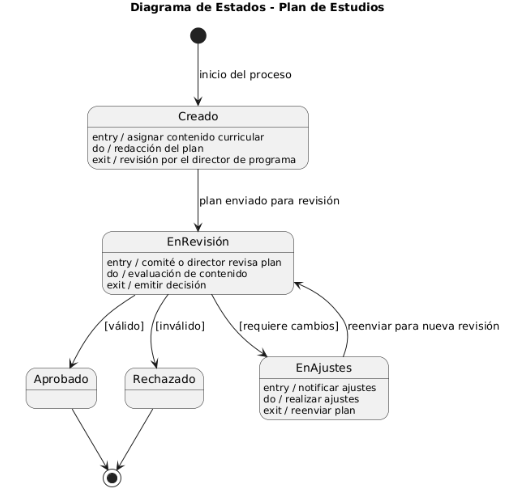 Diagrama de Estados - Plan de Estudios
inicio del proceso
Creado
entry / asignar contenido curricular
do / redacción del plan
exit / revisión por el director de programa
plan enviado para revisión
EnRevisión
entry / comité o director revisa plan
do / evaluación de contenido
exit / emitir decisión
[válido]
[inválido]
[requiere cambios]
reenviar para nueva revisión
Aprobado
Rechazado
EnAjustes
entry / notificar ajustes
do / realizar ajustes
exit / reenviar plan